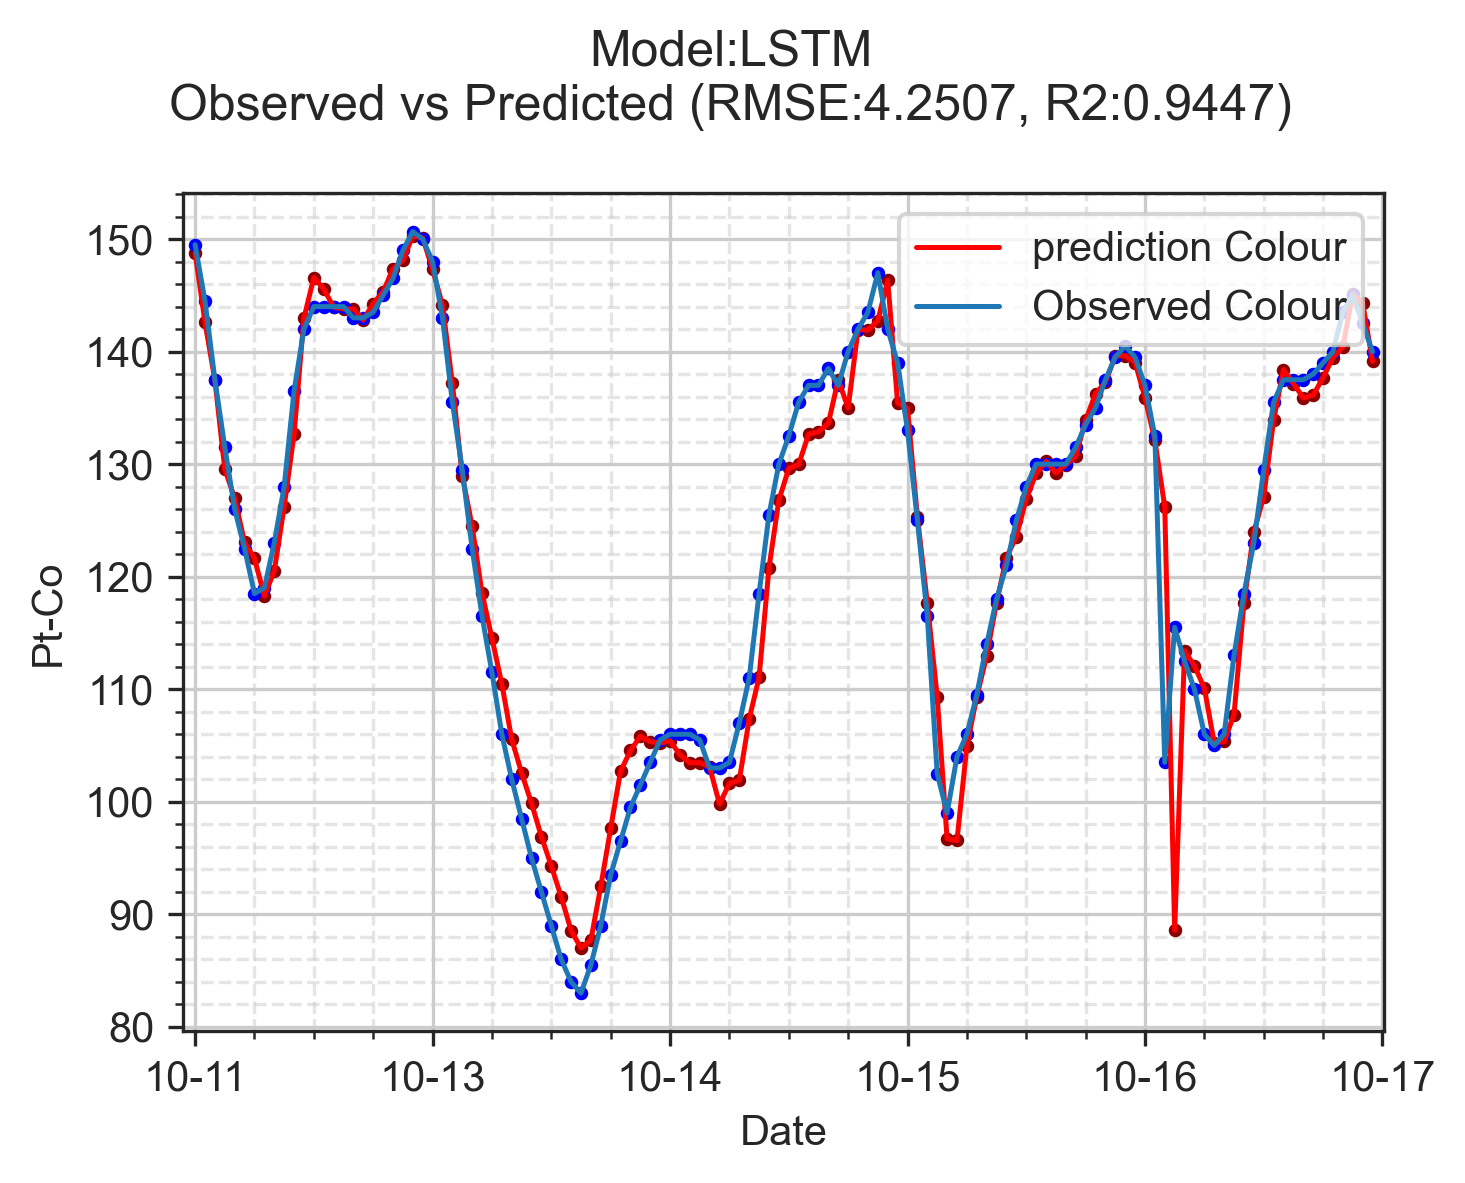 Model:LSTM
Observed vs Predicted (RMSE:4.2507, R2:0.9447)
prediction Colour
Observed Colour
150
140
130
120
110
100
90
80
Pt-Co
10-11
10-13
10-14
10-15
10-16
10-17
Date